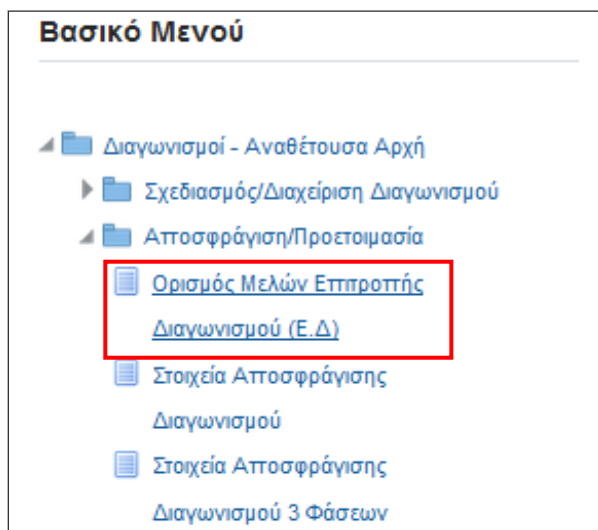 Βασικό Μενού
Διαγωνισμοί - Αναθέτουσα Αρχή
Σχεδιασμός/Διαχείριση Διαγωνισμού
Αποσφράγιση/Προετοιμασία
Ορισμός Μελών Επιτροπής
Διαγωνισμού (Ε.Δ)
Στοιχεία Αποσφράγισης
Διαγωνισμού
Στοιχεία Αποσφράγισης
Διαγωνισμού 3 Φάσεων